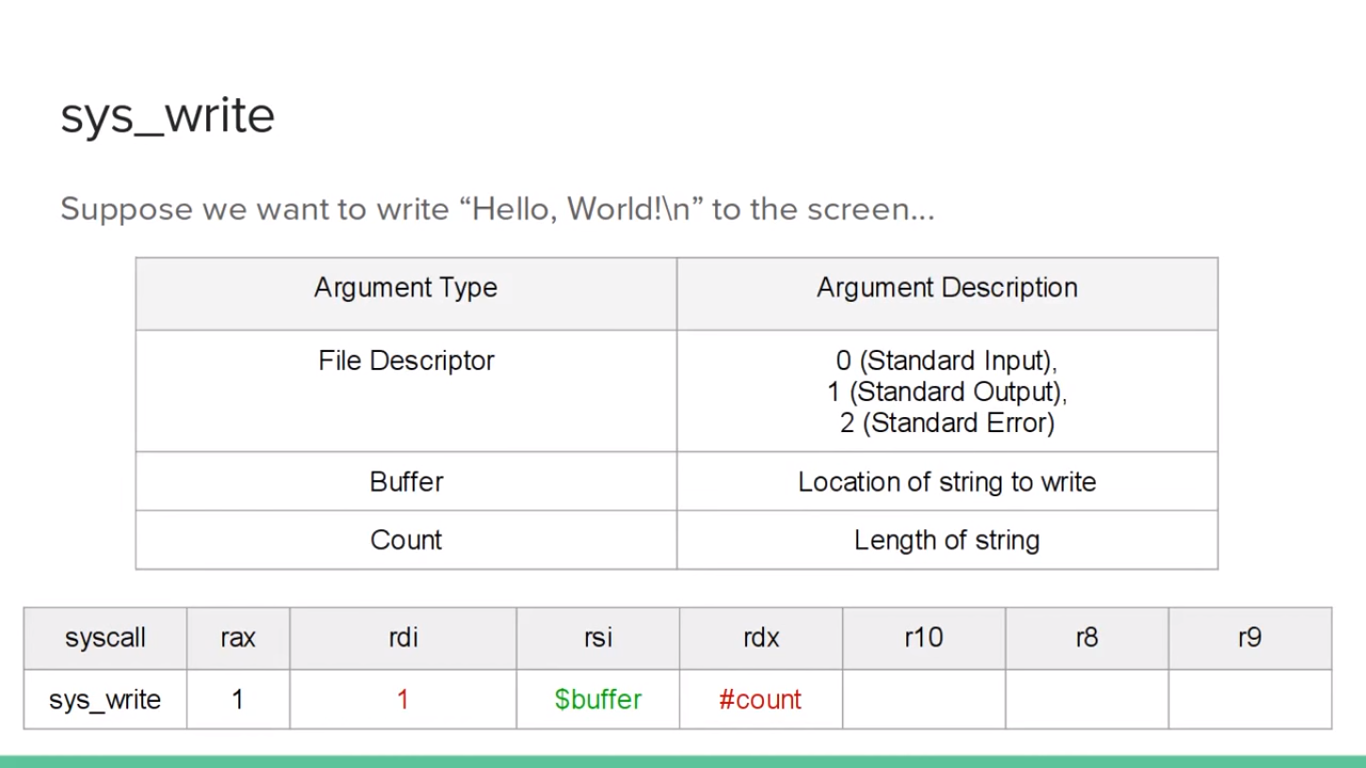 sys_write
Suppose we want to write “Hello, World!\n” to the screen...
Argument Type Argument Description
File Descriptor 0 (Standard Input),
1 (Standard Output),
2 (Standard Error)
Buffer Location of string to write
Count Length of string
syscall rax rdi rsi rdx r10 r8 r9
sys_write 1 1 $buffer #count